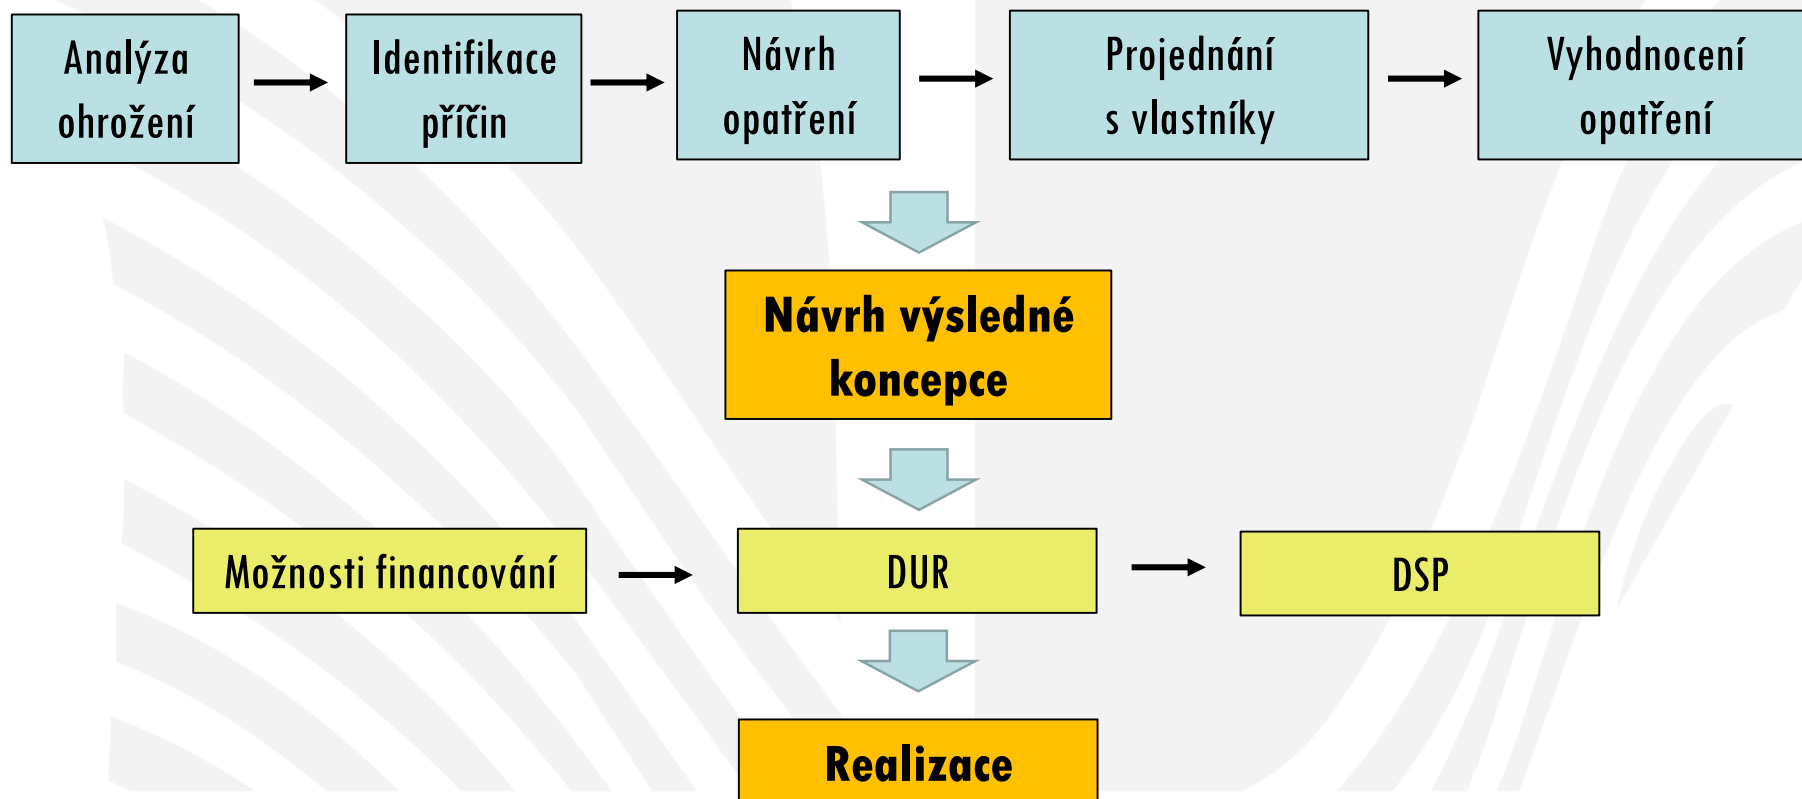 Analýza
ohrožení
Identifikace
příčin
Návrh
opatření
Projednání
s vlastníky
Vyhodnocení
opatření
Návrh výsledné
koncepce
Možnosti financování
DUR
DSP
Realizace